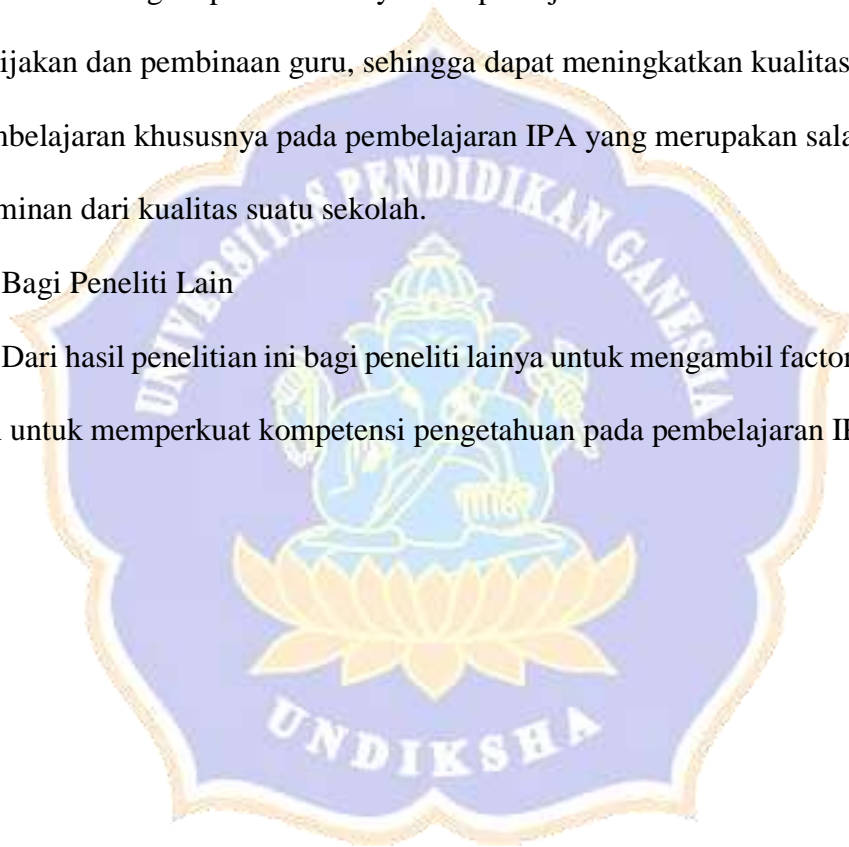 ijakan dan pembinaan guru, sehingga dapat meningkatkan kualitas
nbelajaran khususnya pada pembelajaran IPA yang merupakan sala
minan dari kualitas suatu sekolah.
Bagi Peneliti Lain
Dari hasil penelitian ini bagi peneliti lainya untuk mengambil factor
untuk memperkuat kompetensi pengetahuan pada pembelajaran IP
UNIVERSITAS PENDIDIKAN GANESHA
UNDIKSHA